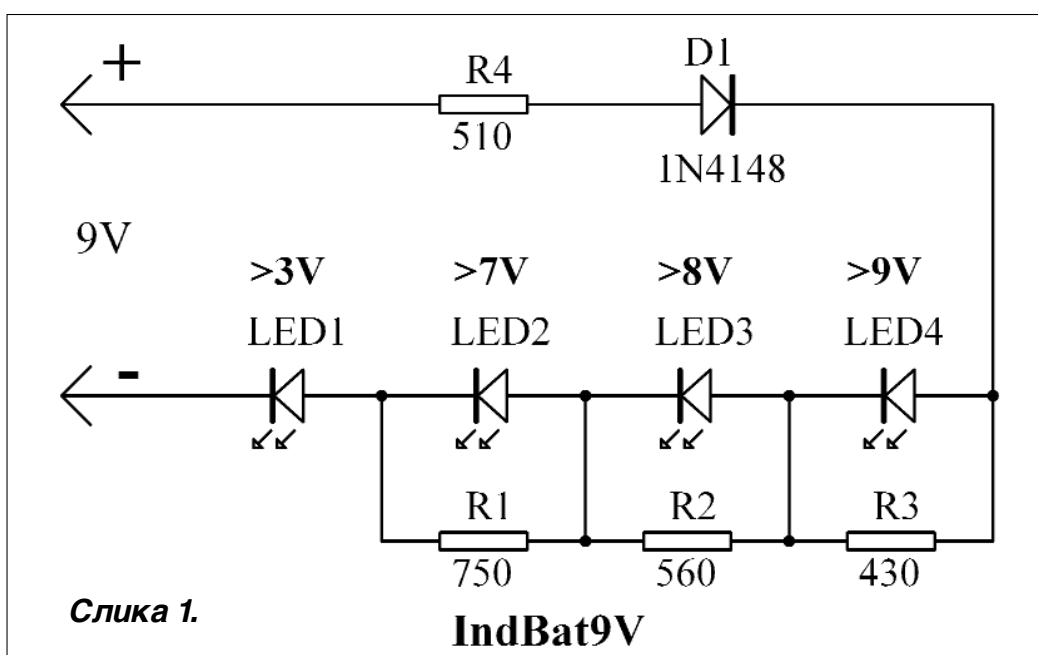 +
R4
510
D1
1N4148
9V
>3V >7V >8V >9V
LED1 LED2 LED3 LED4
-
R1 R2 R3
750 560 430
Слика 1.
IndBat9V